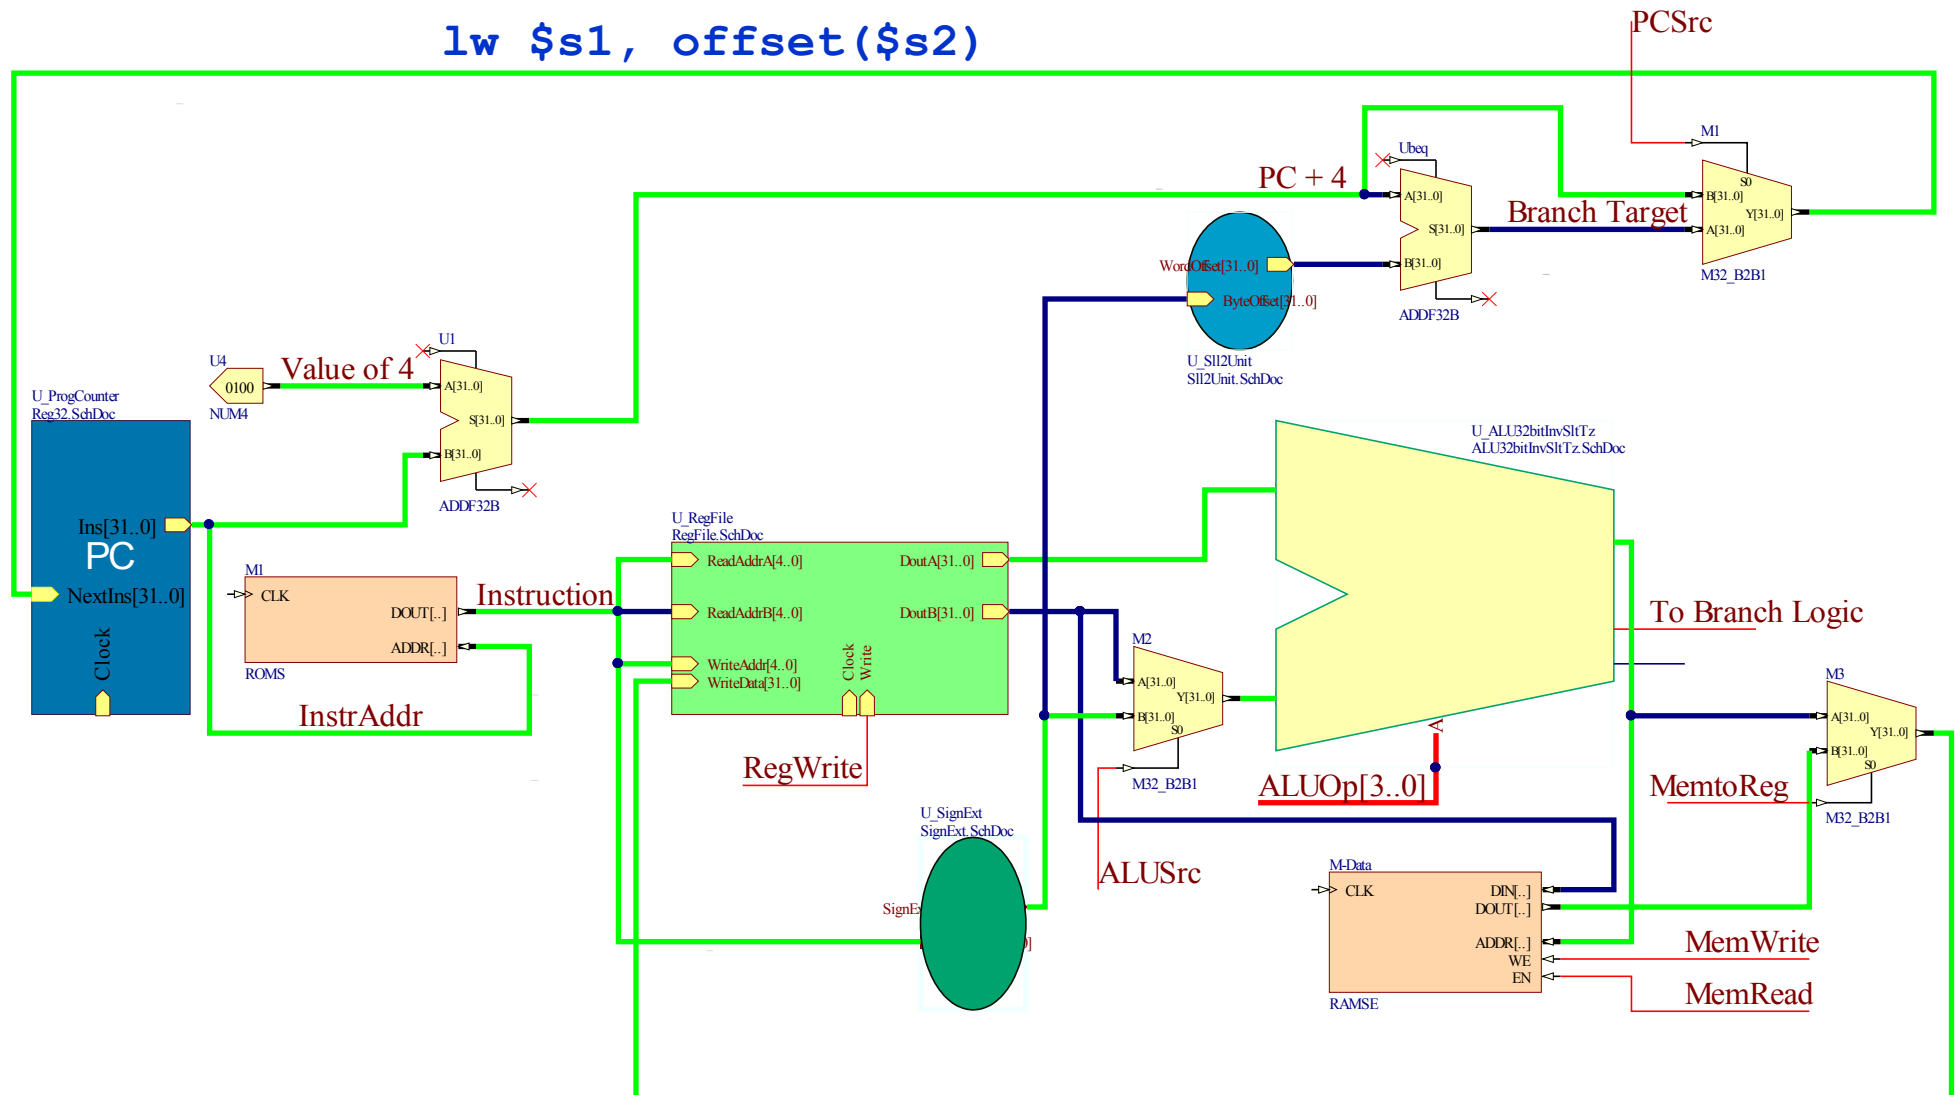 lw $s1, offset($s2)
PCSrc
M1
S0
B[31..0]
Y[31..0]
A[31..0]
M32_B2B1
Ubeq
PC + 4
A[31..0]
S[31..0]
B[31..0]
ADDF32B
Branch Target
WordOffset[31..0]
ByteOffset[31..0]
U_Sll2Unit
Sll2Unit.SchDoc
U1
U4
Value of 4
0100
NUM4
A[31..0]
S[31..0]
B[31..0]
ADDF32B
U_ProgCounter
Reg32.SchDoc
Ins[31..0]
PC
NextIns[31..0]
Clock
M1
CLK
DOUT[..]
ADDR[..]
ROMS
Instruction
InstrAddr
U_RegFile
RegFile.SchDoc
ReadAddrA[4..0]
DoutA[31..0]
ReadAddrB[4..0]
DoutB[31..0]
WriteAddr[4..0]
WriteData[31..0]
Clock
Write
RegWrite
U_ALU32bitInvSltTz
ALU32bitInvSltTz.SchDoc
To Branch Logic
A
ALUOp[3..0]
M2
A[31..0]
Y[31..0]
B[31..0]
S0
M32_B2B1
ALUSrc
M3
A[31..0]
Y[31..0]
B[31..0]
S0
MemtoReg
M32_B2B1
U_SignExt
SignExt.SchDoc
M-Data
CLK
DIN[..]
DOUT[..]
ADDR[..]
WE
EN
RAMSE
MemWrite
MemRead